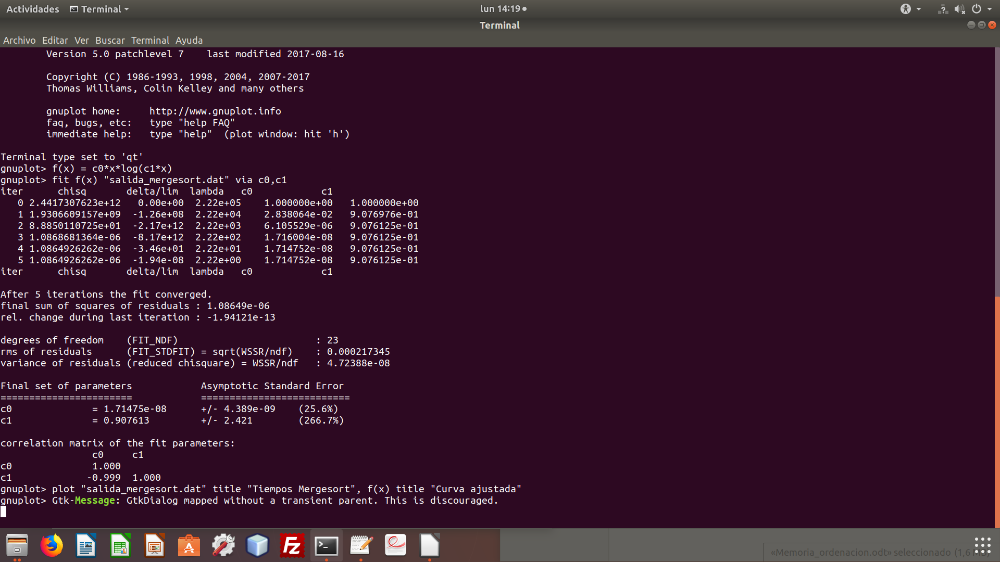 Actividades Terminal lun 14:19
Terminal
Archivo Editar Ver Buscar Terminal Ayuda
Version 5.0 patchlevel 7    last modified 2017-08-16
Copyright (C) 1986-1993, 1998, 2004, 2007-2017
Thomas Williams, Colin Kelley and many others
gnuplot home:     http://www.gnuplot.info
faq, bugs, etc:   type "help FAQ"
immediate help:   type "help"  (plot window: hit 'h')
Terminal type set to 'qt'
gnuplot> f(x) = c0*x*log(c1*x)
gnuplot> fit f(x) "salida_mergesort.dat" via c0,c1
iter      chisq       delta/lim  lambda   c0            c1
   0 2.4417307623e+12   0.00e+00  2.22e+05    1.000000e+00   1.000000e+00
   1 1.9306609157e+09  -1.26e+08  2.22e+04    2.838064e-02   9.076976e-01
   2 8.8850110725e+01  -2.17e+12  2.22e+03    6.105529e-06   9.076125e-01
   3 1.0868681364e-06  -8.17e+12  2.22e+02    1.716004e-08   9.076125e-01
   4 1.0864926262e-06  -3.46e+01  2.22e+01    1.714752e-08   9.076125e-01
   5 1.0864926262e-06  -1.94e-08  2.22e+00    1.714752e-08   9.076125e-01
iter      chisq       delta/lim  lambda   c0            c1
After 5 iterations the fit converged.
final sum of squares of residuals : 1.08649e-06
rel. change during last iteration : -1.94121e-13
degrees of freedom    (FIT_NDF)                        : 23
rms of residuals      (FIT_STDFIT) = sqrt(WSSR/ndf)    : 0.000217345
variance of residuals (reduced chisquare) = WSSR/ndf   : 4.72388e-08
Final set of parameters            Asymptotic Standard Error
=======================            ==========================
c0              = 1.71475e-08      +/- 4.389e-09    (25.6%)
c1              = 0.907613         +/- 2.421        (266.7%)
correlation matrix of the fit parameters:
                c0     c1
c0              1.000
c1             -0.999  1.000
gnuplot> plot "salida_mergesort.dat" title "Tiempos Mergesort", f(x) title "Curva ajustada"
gnuplot> Gtk-Message: GtkDialog mapped without a transient parent. This is discouraged.
«Memoria_ordenacion.odt» seleccionado (1,6 MB)